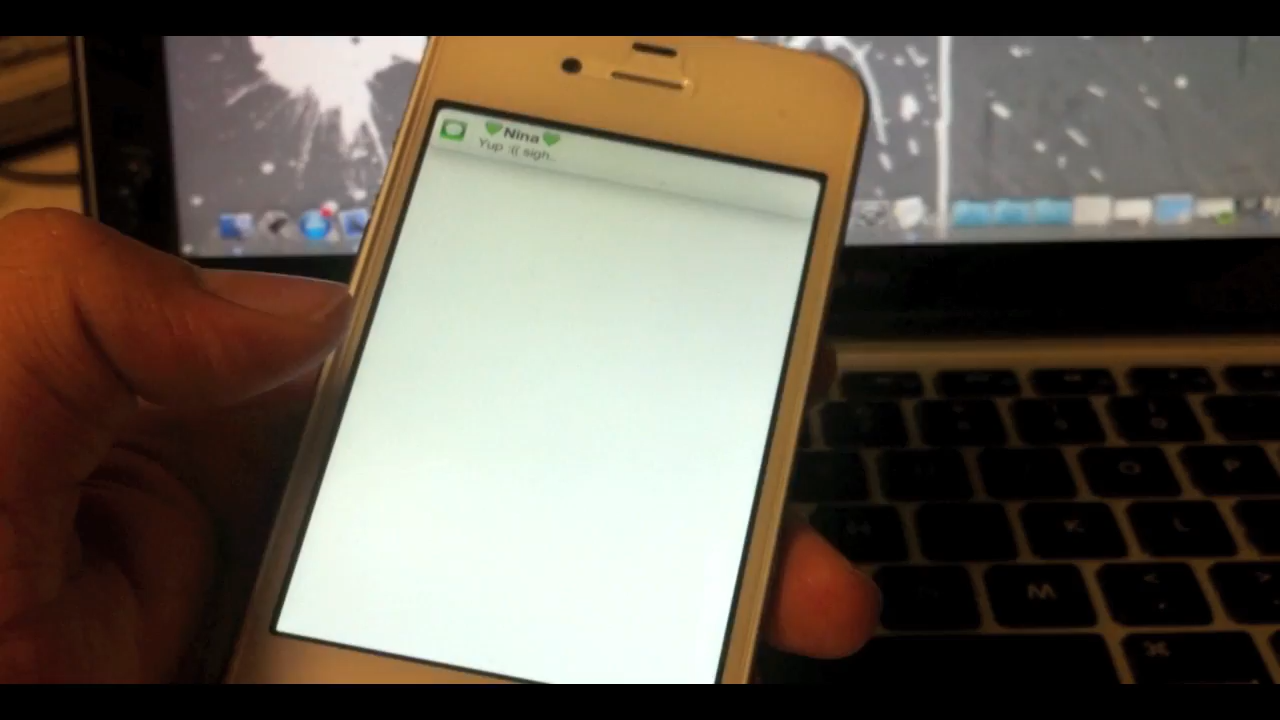 💚Nina💚
Yup :(( sigh..
O
P
K
L
M
<
,
⌘